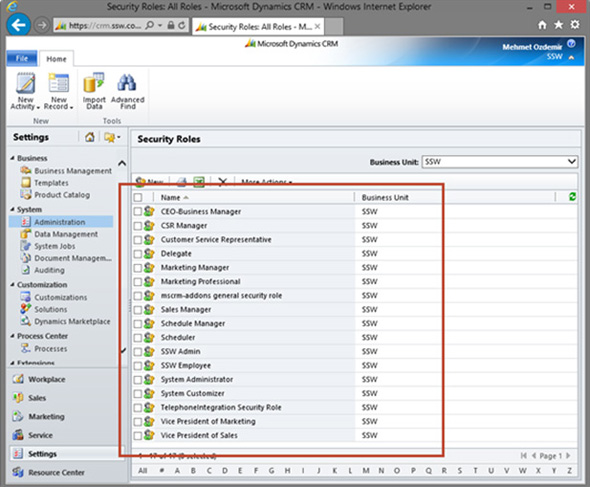 Security Roles: All Roles - Microsoft Dynamics CRM - Windows Internet Explorer
https://crm.ssw.co...
Security Roles: All Roles - M...
Microsoft Dynamics CRM
Mehmet Ozdemir
SSW
File Home
New Activity New Record Import Data Advanced Find
New Tools
Settings
Security Roles
Business Unit: SSW
New More Actions
Business
Business Management
Templates
Product Catalog
System
Administration
Data Management
System Jobs
Document Managem...
Auditing
Customization
Customizations
Solutions
Dynamics Marketplace
Process Center
Processes
Extensions
Workplace
Sales
Marketing
Service
Settings
Resource Center
Name Business Unit
CEO-Business Manager SSW
CSR Manager SSW
Customer Service Representative SSW
Delegate SSW
Marketing Manager SSW
Marketing Professional SSW
mscrm-addons general security role SSW
Sales Manager SSW
Schedule Manager SSW
Scheduler SSW
SSW Admin SSW
SSW Employee SSW
System Administrator SSW
System Customizer SSW
TelephoneIntegration Security Role SSW
Vice President of Marketing SSW
Vice President of Sales SSW
1 - 17 of 17 (0 selected) Page 1
All # A B C D E F G H I J K L M N O P Q R S T U V W X Y Z